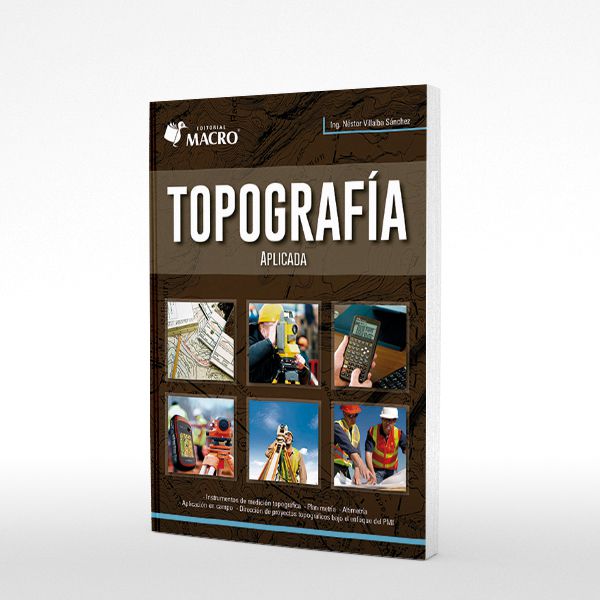 EDITORIAL
MACRO®
Ing. Néstor Villalba Sánchez
TOPOGRAFÍA
APLICADA
- Instrumentos de medición topográfica - Planimetría - Altimetría
- Aplicación en campo - Dirección de proyectos topográficos bajo el enfoque del PMI